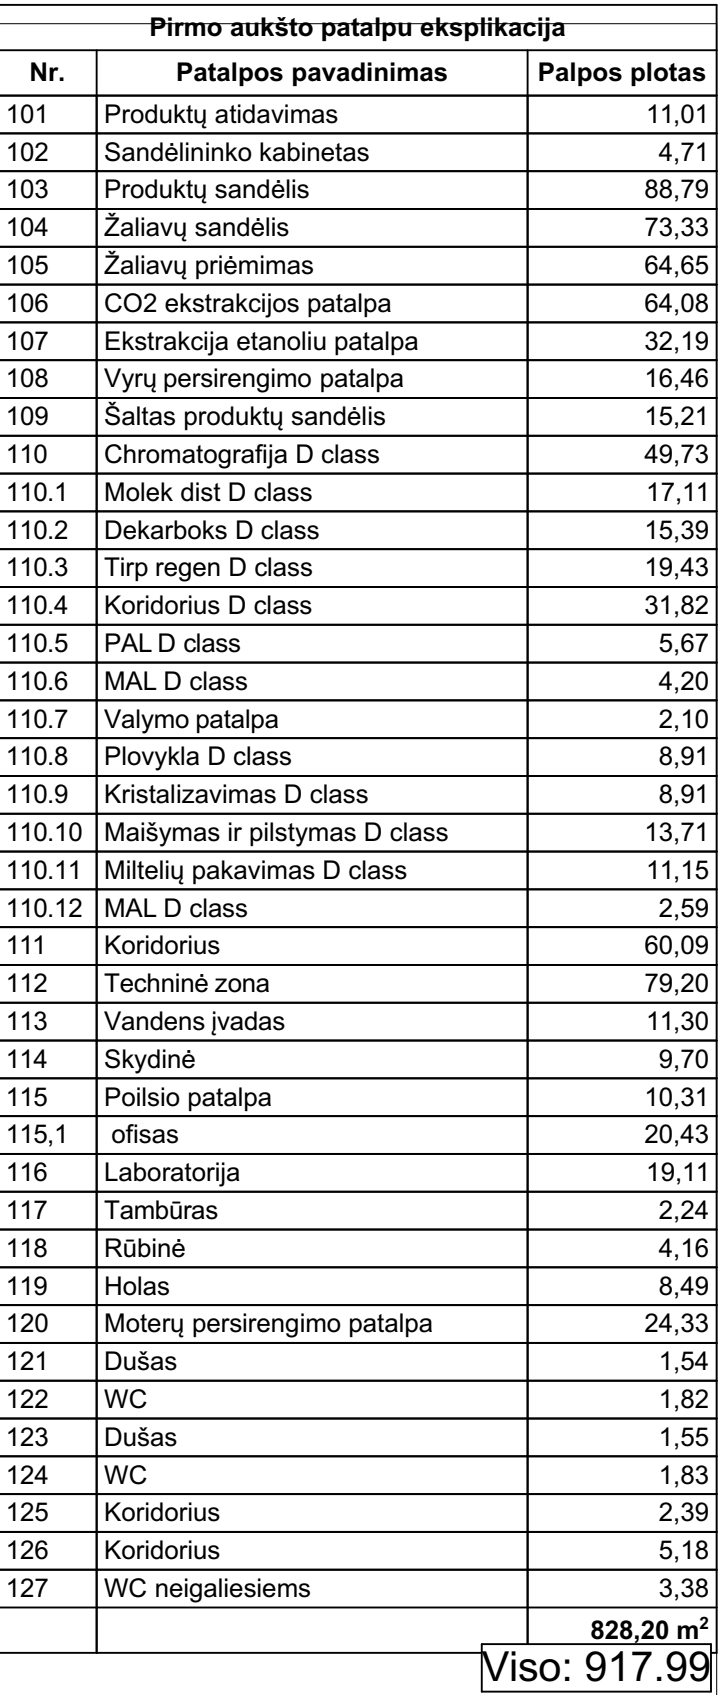 Pirmo aukšto patalpu eksplikacija
Nr. Patalpos pavadinimas Palpos plotas
101 Produktų atidavimas 11,01
102 Sandėlininko kabinetas 4,71
103 Produktų sandėlis 88,79
104 Žaliavų sandėlis 73,33
105 Žaliavų priėmimas 64,65
106 CO2 ekstrakcijos patalpa 64,08
107 Ekstrakcija etanoliu patalpa 32,19
108 Vyrų persirengimo patalpa 16,46
109 Šaltas produktų sandėlis 15,21
110 Chromatografija D class 49,73
110.1 Molek dist D class 17,11
110.2 Dekarboks D class 15,39
110.3 Tirp regen D class 19,43
110.4 Koridorius D class 31,82
110.5 PAL D class 5,67
110.6 MAL D class 4,20
110.7 Valymo patalpa 2,10
110.8 Plovykla D class 8,91
110.9 Kristalizavimas D class 8,91
110.10 Maišymas ir pilstymas D class 13,71
110.11 Miltelių pakavimas D class 11,15
110.12 MAL D class 2,59
111 Koridorius 60,09
112 Techninė zona 79,20
113 Vandens įvadas 11,30
114 Skydinė 9,70
115 Poilsio patalpa 10,31
115,1 ofisas 20,43
116 Laboratorija 19,11
117 Tambūras 2,24
118 Rūbinė 4,16
119 Holas 8,49
120 Moterų persirengimo patalpa 24,33
121 Dušas 1,54
122 WC 1,82
123 Dušas 1,55
124 WC 1,83
125 Koridorius 2,39
126 Koridorius 5,18
127 WC neigaliesiems 3,38
828,20 m²
Viso: 917.99